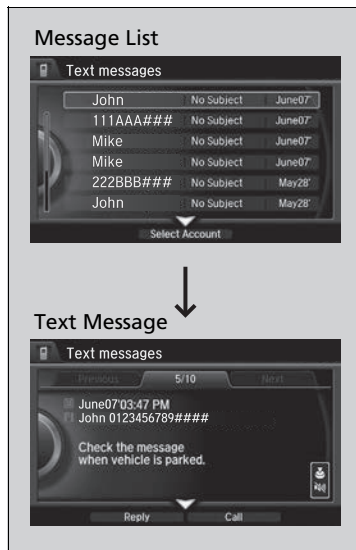 Message List
Text messages
John No Subject June07'
111AAA### No Subject June07'
Mike No Subject June07'
Mike No Subject June07'
222BBB### No Subject May28'
John No Subject May28'
Select Account
Text Message
Text messages
Previous 5/10 Next
June07'03:47 PM
John 0123456789####
Check the message
when vehicle is parked.
Reply Call